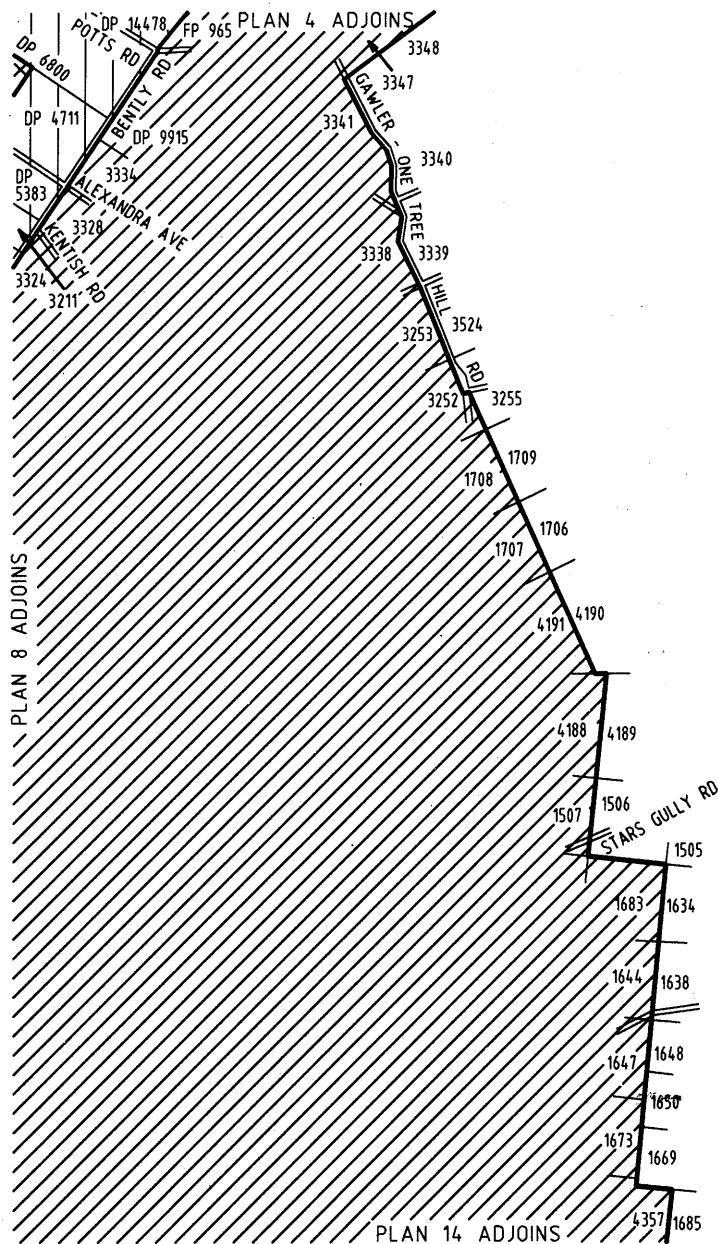 PLAN 4 ADJOINS
DP 14478
FP 965
POTTS RD
3348
DP 6800
BENTLY RD
3347
GAWLER - ONE TREE HILL RD
DP 4711
3341
DP 9915
3340
3334
DP 5383
ALEXANDRA AVE
3328
KENTISH RD
3338
3339
3324
3211
3253
3524
3252
3255
1709
1708
1706
1707
PLAN 8 ADJOINS
4190
4191
4188
4189
1506
1507
STARS GULLY RD
1505
1683
1634
1644
1638
1647
1648
1650
1673
1669
4357
1685
PLAN 14 ADJOINS